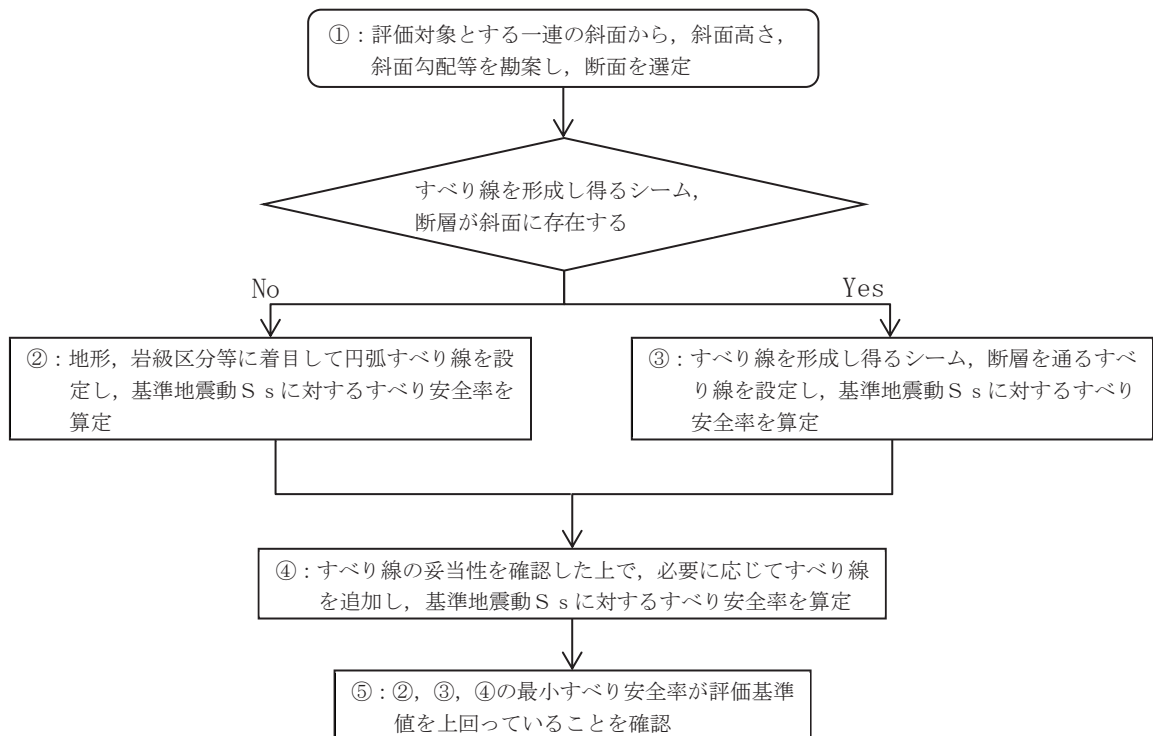 ①：評価対象とする一連の斜面から，斜面高さ，
斜面勾配等を勘案し，断面を選定
すべり線を形成し得るシーム，
断層が斜面に存在する
No
Yes
②：地形，岩級区分等に着目して円弧すべり線を設
定し，基準地震動Ｓｓに対するすべり安全率を
算定
③：すべり線を形成し得るシーム，断層を通るすべ
り線を設定し，基準地震動Ｓｓに対するすべり
安全率を算定
④：すべり線の妥当性を確認した上で，必要に応じてすべり線
を追加し，基準地震動Ｓｓに対するすべり安全率を算定
⑤：②，③，④の最小すべり安全率が評価基準
値を上回っていることを確認